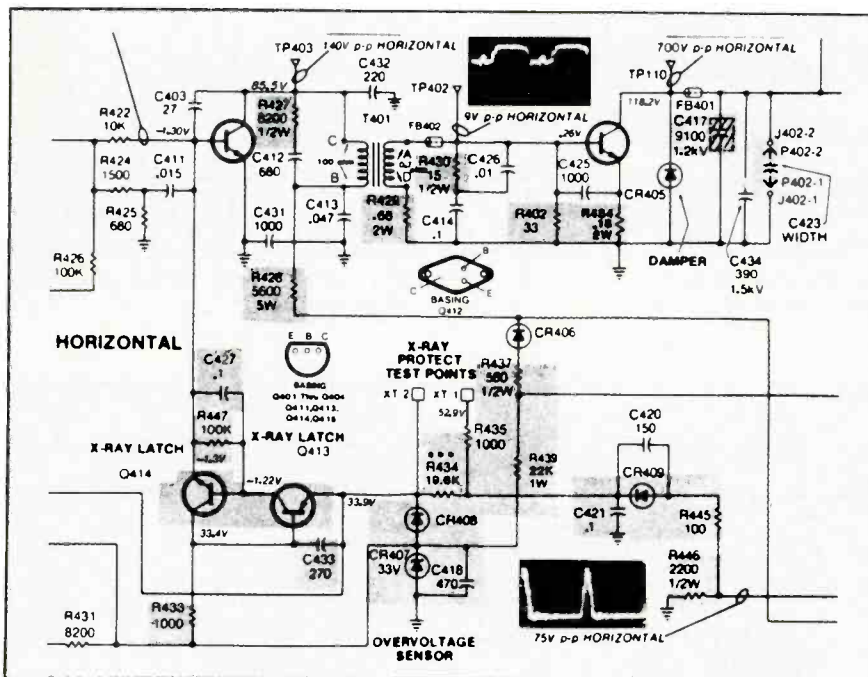 140V p-p HORIZONTAL
700V p-p HORIZONTAL
TP403
C432
220
TP402
TP110
C403
27
85.5V
R427
8200
1/2W
T401
FB402
9V p-p HORIZONTAL
118.2V
FB401
C417
9100
1.2kV
R422
10K
-1.30V
.26V
J402-2
P402-2
C
100
B
R424
1500
C411
.015
C412
680
R430
15
1/2W
C426
.01
C425
1000
CR405
P402-1
J402-1
R425
680
C431
1000
C413
.047
R429
.68
2W
C414
.1
R402
33
R484
.18
2W
C423
WIDTH
DAMPER
C434
390
1.5kV
R426
100K
R428
5600
5W
B
C
E
BASING
Q412
HORIZONTAL
CR406
C427
.1
E B C
BASING
Q401 Thru Q404
Q411, Q413,
Q414, Q415
X-RAY
PROTECT
TEST POINTS
XT 2
XT 1
52.9V
R437
560
1/2W
R447
100K
X-RAY LATCH
Q414
X-RAY LATCH
Q413
R435
1000
R439
22K
1W
C420
150
-1.3V
-1.22V
33.9V
***
R434
19.6K
CR409
33.4V
CR408
C421
.1
R445
100
C433
270
CR407
33V
C418
470
R446
2200
1/2W
R433
1000
R431
8200
OVERVOLTAGE
SENSOR
75V p-p HORIZONTAL